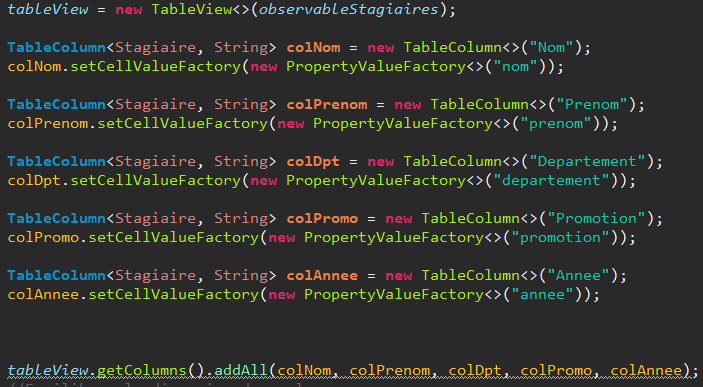 tableView = new TableView<>(observableStagiaires);
TableColumn<Stagiaire, String> colNom = new TableColumn<>("Nom");
colNom.setCellValueFactory(new PropertyValueFactory<>("nom"));
TableColumn<Stagiaire, String> colPrenom = new TableColumn<>("Prenom");
colPrenom.setCellValueFactory(new PropertyValueFactory<>("prenom"));
TableColumn<Stagiaire, String> colDpt = new TableColumn<>("Departement");
colDpt.setCellValueFactory(new PropertyValueFactory<>("departement"));
TableColumn<Stagiaire, String> colPromo = new TableColumn<>("Promotion");
colPromo.setCellValueFactory(new PropertyValueFactory<>("promotion"));
TableColumn<Stagiaire, String> colAnnee = new TableColumn<>("Annee");
colAnnee.setCellValueFactory(new PropertyValueFactory<>("annee"));
tableView.getColumns().addAll(colNom, colPrenom, colDpt, colPromo, colAnnee);